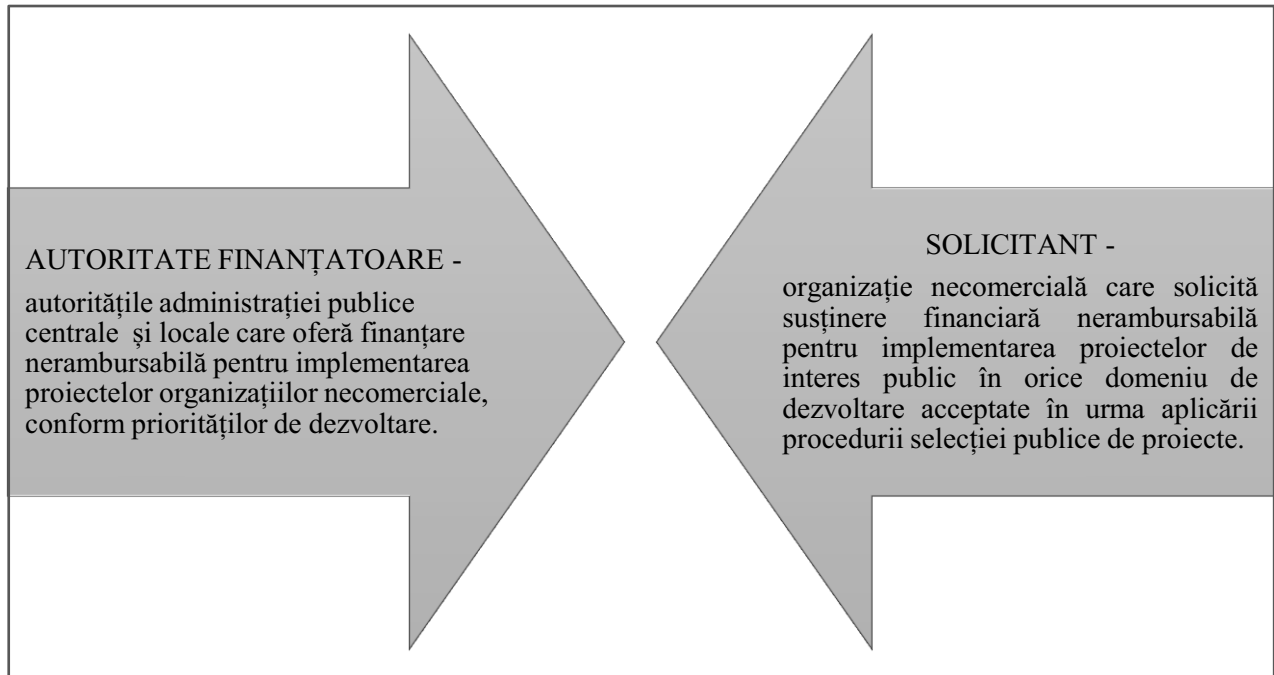 AUTORITATE FINANȚATOARE -
autoritățile administrației publice
centrale și locale care oferă finanțare
nerambursabilă pentru implementarea
proiectelor organizațiilor necomerciale,
conform priorităților de dezvoltare.
SOLICITANT -
organizație necomercială care solicită
susținere financiară nerambursabilă
pentru implementarea proiectelor de
interes public în orice domeniu de
dezvoltare acceptate în urma aplicării
procedurii selecției publice de proiecte.